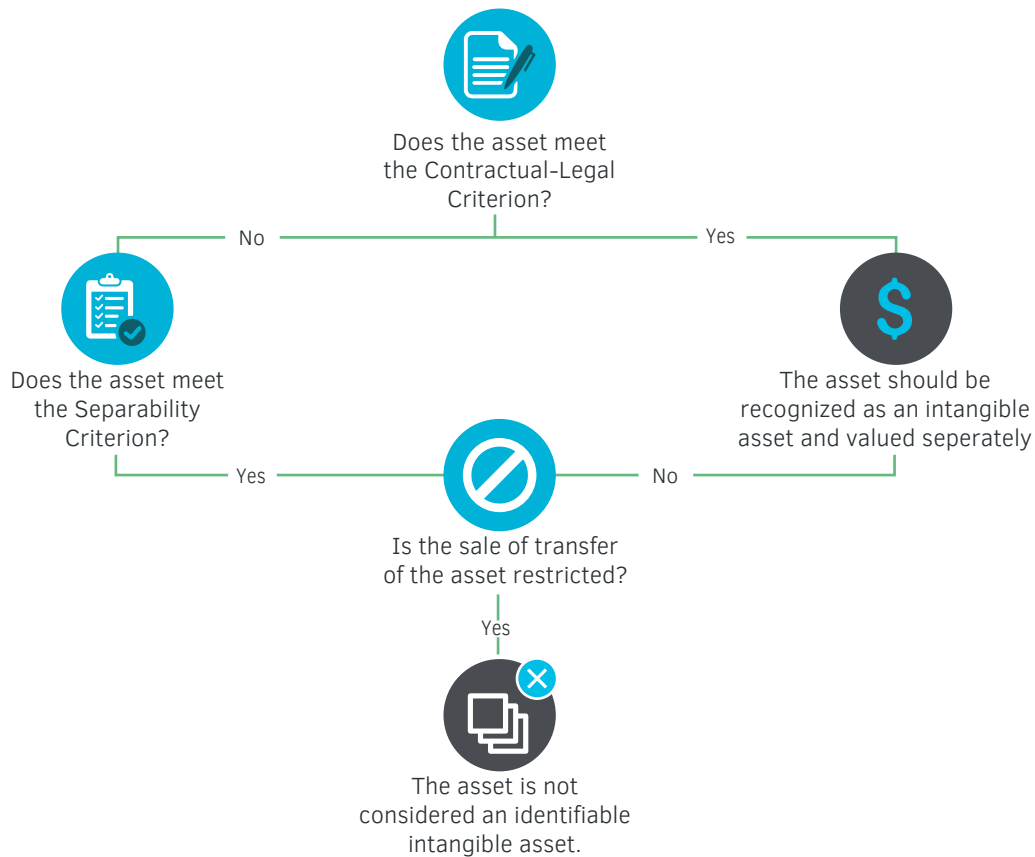 Does the asset meet
the Contractual-Legal
Criterion?
No
Yes
$
Does the asset meet
the Separability
Criterion?
The asset should be
recognized as an intangible
asset and valued seperately
Yes
No
Is the sale of transfer
of the asset restricted?
Yes
The asset is not
considered an identifiable
intangible asset.